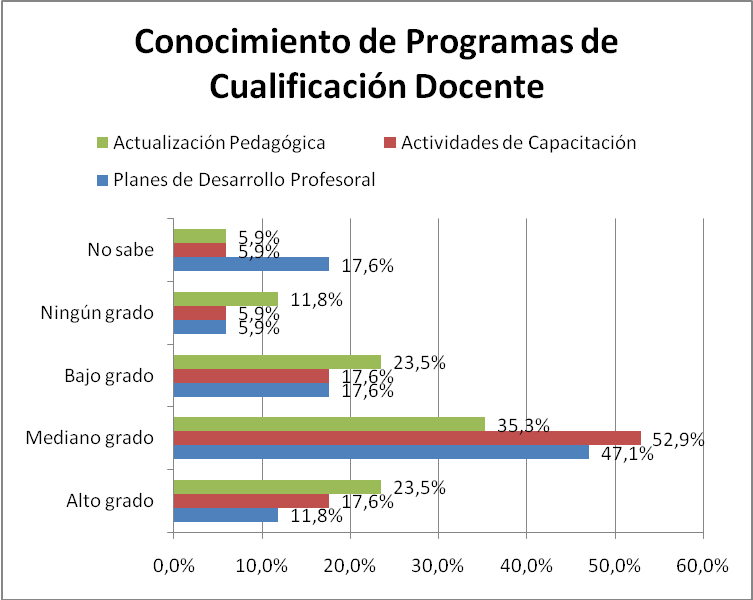 Conocimiento de Programas de
Cualificación Docente
Actualización Pedagógica
Actividades de Capacitación
Planes de Desarrollo Profesoral
No sabe
5,9%
5,9%
17,6%
Ningún grado
11,8%
5,9%
5,9%
Bajo grado
23,5%
17,6%
17,6%
Mediano grado
35,3%
52,9%
47,1%
Alto grado
23,5%
17,6%
11,8%
0,0% 10,0% 20,0% 30,0% 40,0% 50,0% 60,0%